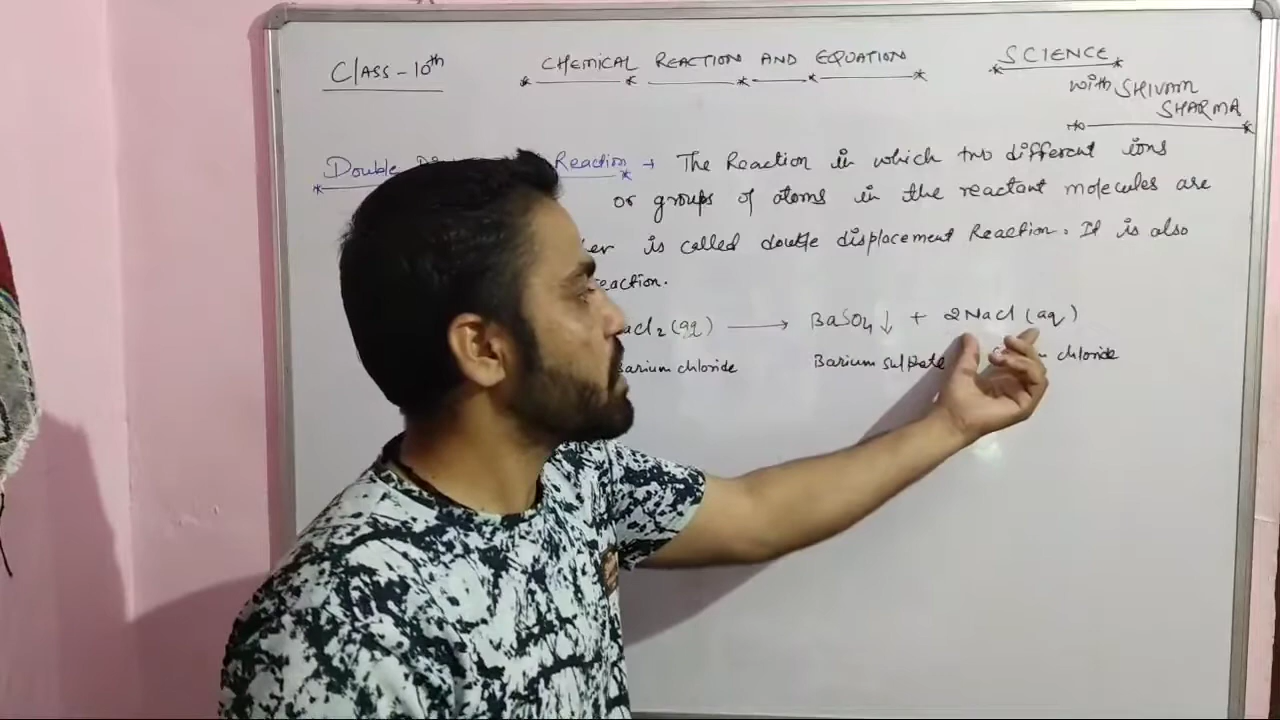 CLASS-10th
CHEMICAL REACTION AND EQUATION
SCIENCE
with SHIVAM
SHARMA
Double Reaction → The Reaction in which two different ions
or groups of atoms in the reactant molecules are
is called double displacement Reaction. It is also
eaction.
aCl2 (aq) → BaSO4 ↓ + 2NaCl (aq)
Barium chloride Barium sulphate chloride